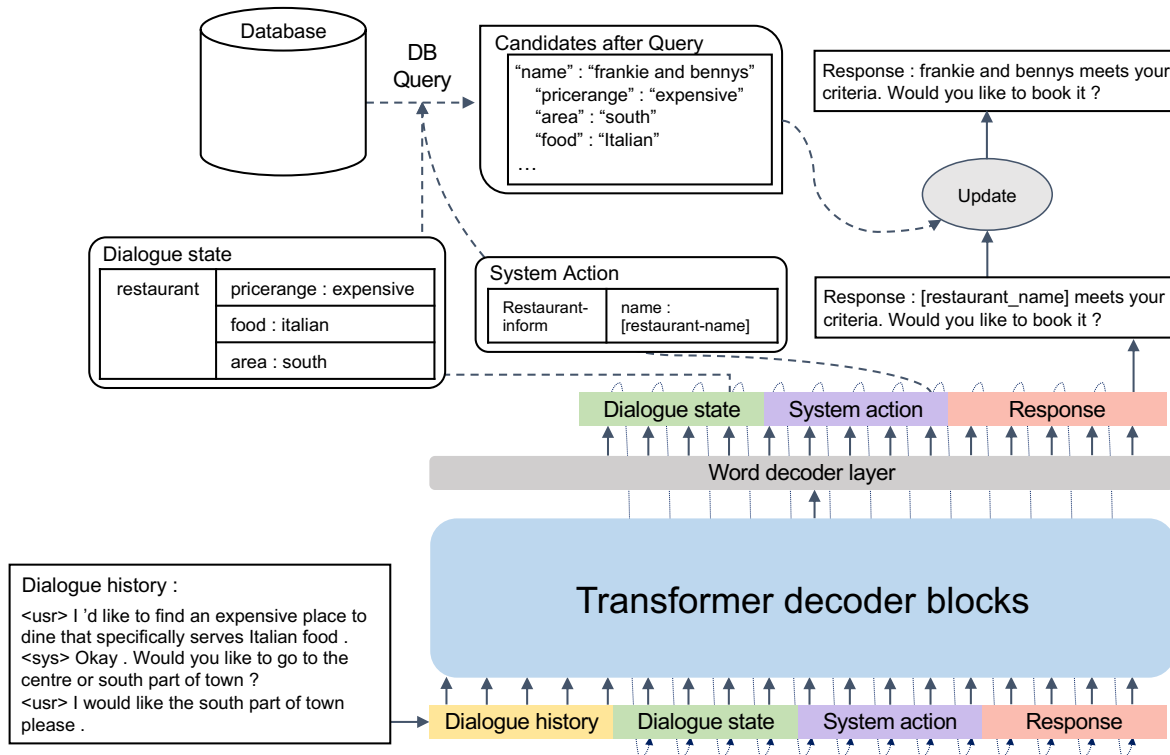 Database
DB
Query
Candidates after Query
“name” : “frankie and bennys”
“pricerange” : “expensive”
“area” : “south”
“food” : “Italian”
…
Response : frankie and bennys meets your
criteria. Would you like to book it ?
Update
Dialogue state
restaurant
pricerange : expensive
food : italian
area : south
System Action
Restaurant-
inform
name :
[restaurant-name]
Response : [restaurant_name] meets your
criteria. Would you like to book it ?
Dialogue state
System action
Response
Word decoder layer
Transformer decoder blocks
Dialogue history :
<usr> I ’d like to find an expensive place to
dine that specifically serves Italian food .
<sys> Okay . Would you like to go to the
centre or south part of town ?
<usr> I would like the south part of town
please .
Dialogue history
Dialogue state
System action
Response